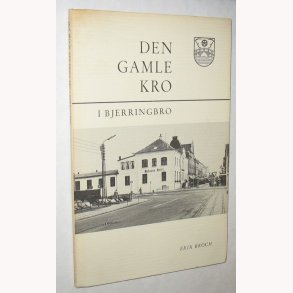 DEN
GAMLE
KRO
I BJERRINGBRO
ERIK BROCH